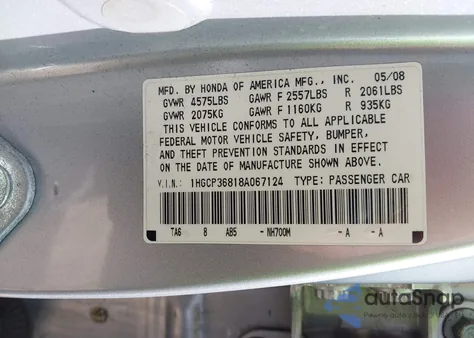 MFD. BY HONDA OF AMERICA MFG., INC. 05/08
GVWR 4575LBS GAWR F 2557LBS R 2061LBS
GVWR 2075KG GAWR F 1160KG R 935KG
THIS VEHICLE CONFORMS TO ALL APPLICABLE
FEDERAL MOTOR VEHICLE SAFETY, BUMPER,
AND THEFT PREVENTION STANDARDS IN EFFECT
ON THE DATE OF MANUFACTURE SHOWN ABOVE.
V.I.N.: 1HGCP36818A067124 TYPE: PASSENGER CAR
TA6 8 AB5 - NH700M - A - A
autoSnap